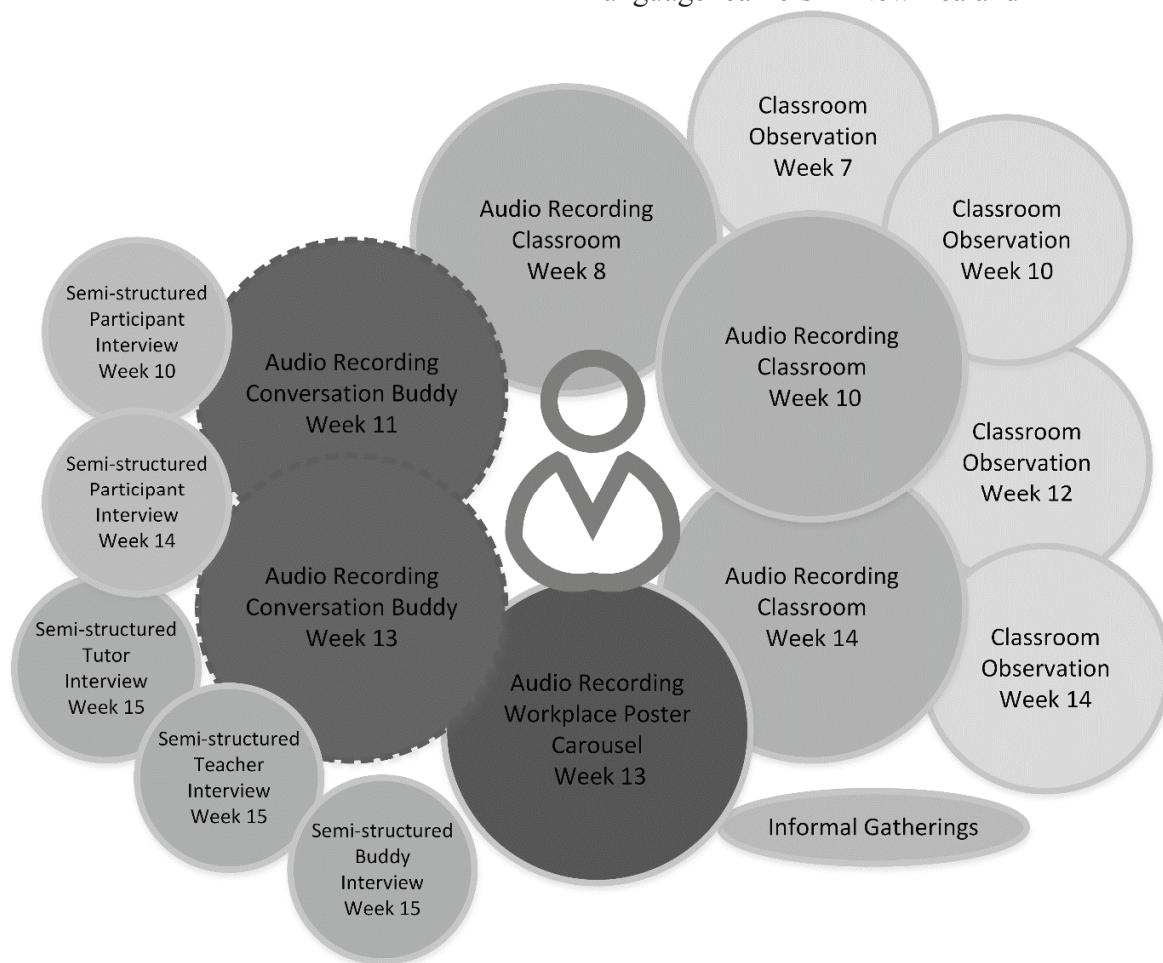 Classroom
Observation
Week 7
Audio Recording
Classroom
Week 8
Classroom
Observation
Week 10
Semi-structured
Participant
Interview
Week 10
Audio Recording
Conversation Buddy
Week 11
Audio Recording
Classroom
Week 10
Classroom
Observation
Week 12
Semi-structured
Participant
Interview
Week 14
Audio Recording
Conversation Buddy
Week 13
Audio Recording
Classroom
Week 14
Semi-structured
Tutor
Interview
Week 15
Classroom
Observation
Week 14
Audio Recording
Workplace Poster
Carousel
Week 13
Semi-structured
Teacher
Interview
Week 15
Informal Gatherings
Semi-structured
Buddy
Interview
Week 15